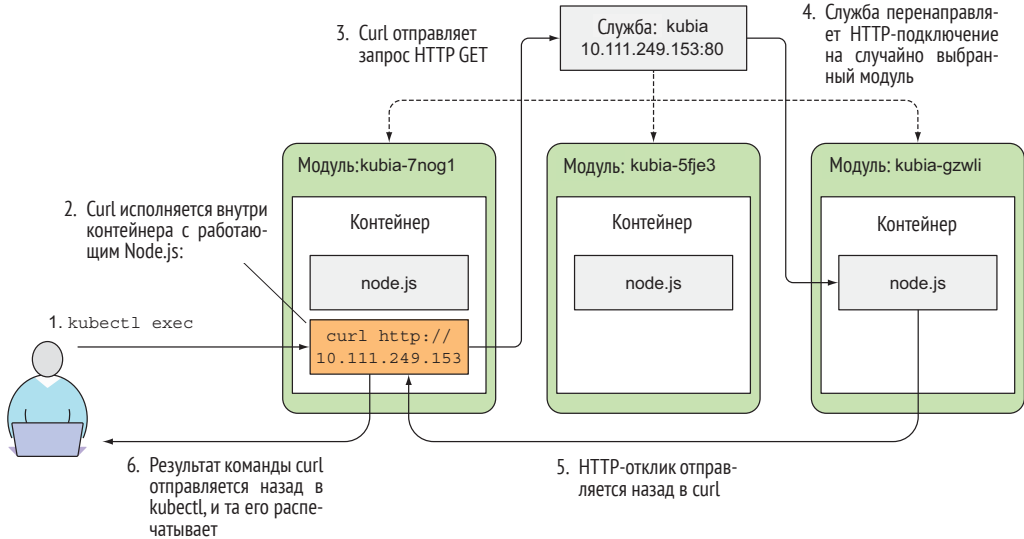 3. Curl отправляет
запрос HTTP GET
Служба: kubia
10.111.249.153:80
4. Служба перенаправля-
ет HTTP-подключение
на случайно выбран-
ный модуль
Модуль:kubia-7nog1
Модуль: kubia-5fje3
Модуль: kubia-gzwli
2. Curl исполняется внутри
контейнера с работаю-
щим Node.js:
Контейнер
Контейнер
Контейнер
node.js
node.js
node.js
1. kubectl exec
curl http://
10.111.249.153
6. Результат команды curl
отправляется назад в
kubectl, и та его распе-
чатывает
5. HTTP-отклик отправ-
ляется назад в curl